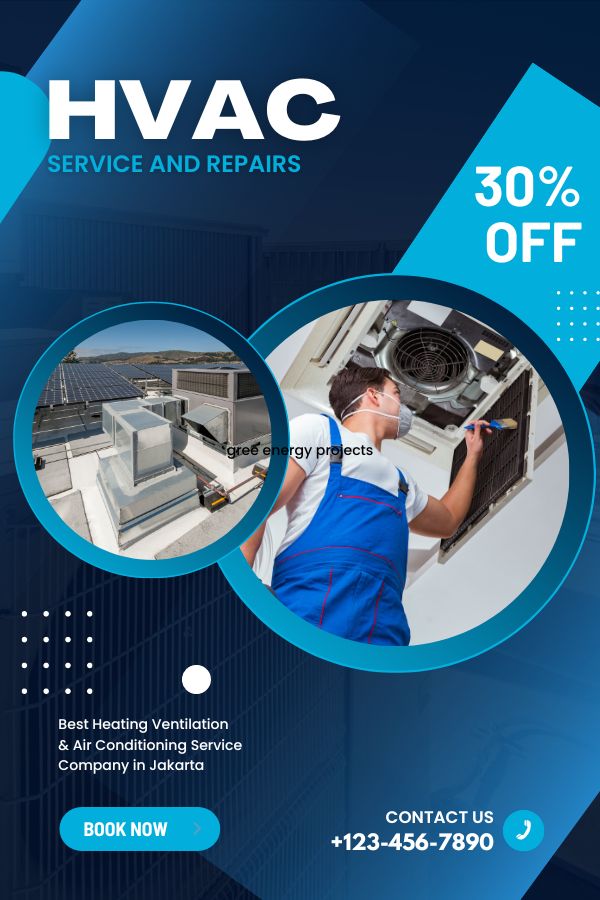 HVAC
SERVICE AND REPAIRS
30%
OFF
gree energy projects
Best Heating Ventilation
& Air Conditioning Service
Company in Jakarta
BOOK NOW
CONTACT US
+123-456-7890